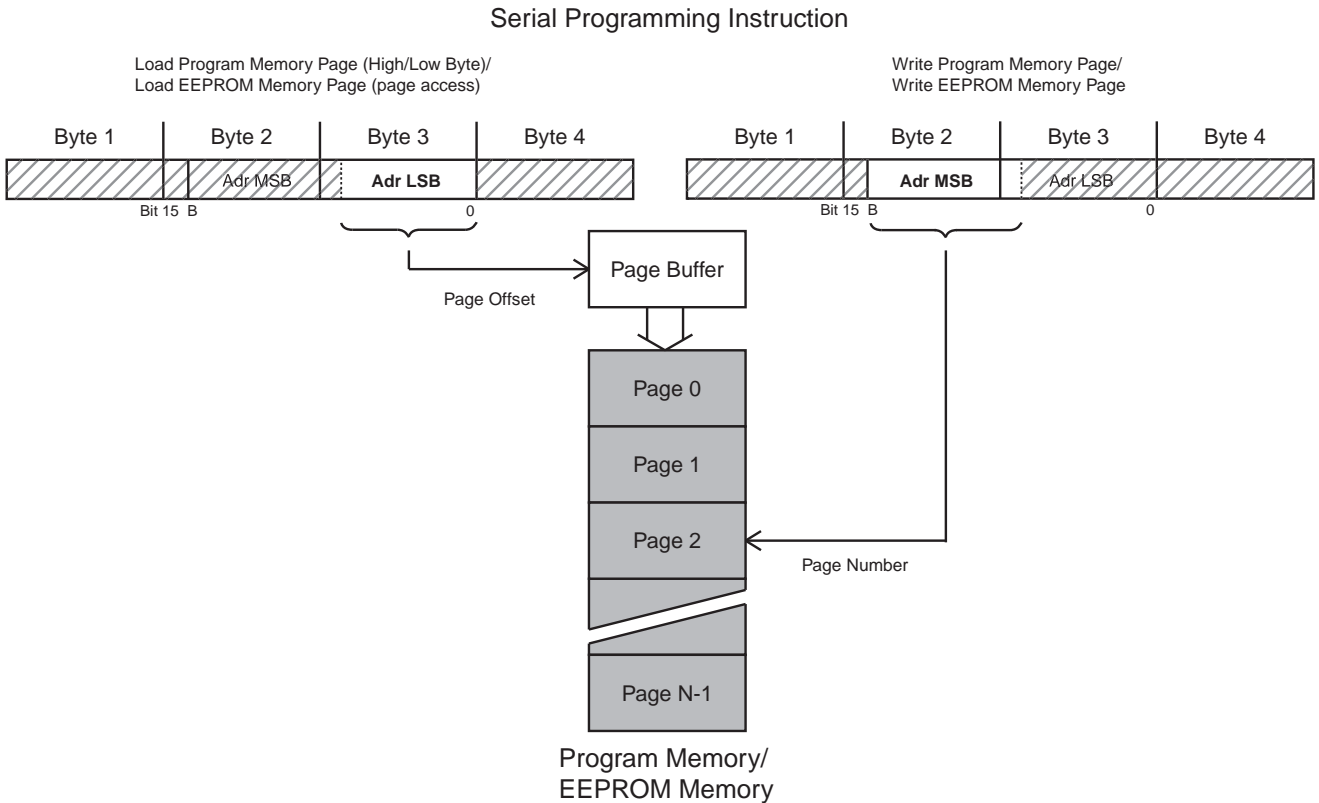 Serial Programming Instruction
Load Program Memory Page (High/Low Byte)/
Load EEPROM Memory Page (page access)
Write Program Memory Page/
Write EEPROM Memory Page
Byte 1 Byte 2 Byte 3 Byte 4
Byte 1 Byte 2 Byte 3 Byte 4
Adr MSB Adr LSB
Adr MSB Adr LSB
Bit 15 B 0
Bit 15 B 0
Page Buffer
Page Offset
Page 0
Page 1
Page 2
Page Number
Page N-1
Program Memory/
EEPROM Memory